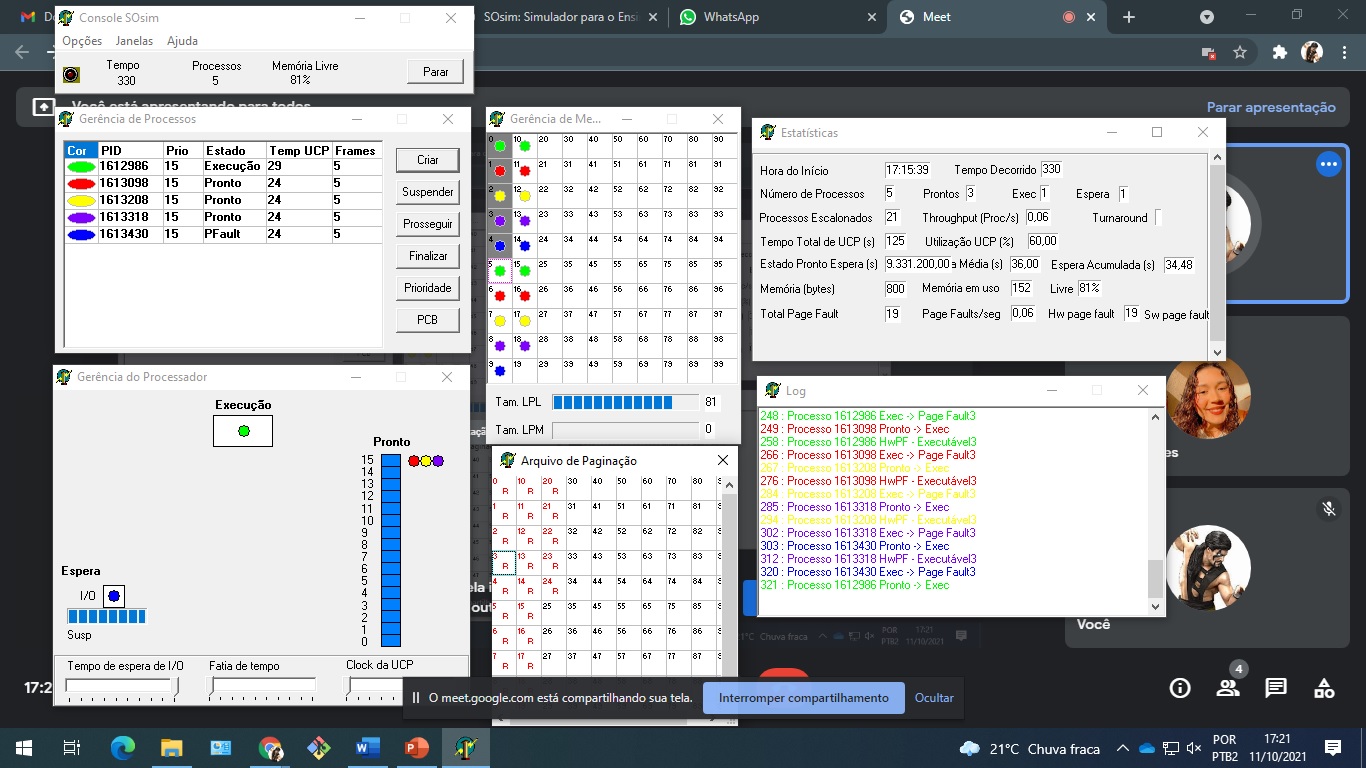 Console SOsim
SOsim: Simulador para o Ensi
WhatsApp
Meet
Opções Janelas Ajuda
Tempo Processos Memória Livre
330 5 81%
Parar
Você está apresentando para todos
Parar apresentação
Gerência de Processos
Cor PID Prio Estado Temp UCP Frames
1612986 15 Execução 29 5
1613098 15 Pronto 24 5
1613208 15 Pronto 24 5
1613318 15 Pronto 24 5
1613430 15 PFault 24 5
Criar
Suspender
Prosseguir
Finalizar
Prioridade
PCB
Gerência de Me...
0 10 20 30 40 50 60 70 80 90
1 11 21 31 41 51 61 71 81 91
2 12 22 32 42 52 62 72 82 92
3 13 23 33 43 53 63 73 83 93
4 14 24 34 44 54 64 74 84 94
5 15 25 35 45 55 65 75 85 95
6 16 26 36 46 56 66 76 86 96
7 17 27 37 47 57 67 77 87 97
8 18 28 38 48 58 68 78 88 98
9 19 29 39 49 59 69 79 89 99
Tam. LPL 81
Tam. LPM 0
Estatísticas
Hora do Início 17:15:39 Tempo Decorrido 330
Número de Processos 5 Prontos 3 Exec 1 Espera 1
Processos Escalonados 21 Throughput (Proc/s) 0,06 Turnaround
Tempo Total de UCP (s) 125 Utilização UCP (%) 60,00
Estado Pronto Espera (s) 9.331.200,00 a Média (s) 36,00 Espera Acumulada (s) 34,48
Memória (bytes) 800 Memória em uso 152 Livre 81%
Total Page Fault 19 Page Faults/seg 0,06 Hw page fault 19 Sw page fault
Gerência do Processador
Execução
Pronto
15
14
13
12
11
10
9
8
7
6
5
4
3
2
1
0
Espera
I/O
Susp
Tempo de espera de I/O Fatia de tempo Clock da UCP
Arquivo de Paginação
0 R 10 R 20 R 30 40 50 60 70 80
1 R 11 R 21 R 31 41 51 61 71 81
2 R 12 R 22 R 32 42 52 62 72 82
3 R 13 R 23 R 33 43 53 63 73 83
4 R 14 R 24 R 34 44 54 64 74 84
5 R 15 R 25 35 45 55 65 75 85
6 R 16 R 26 36 46 56 66 76 86
7 R 17 R 27 37 47 57 67 77 87
Log
248 : Processo 1612986 Exec -> Page Fault3
249 : Processo 1613098 Pronto -> Exec
258 : Processo 1612986 HwPF - Executável3
266 : Processo 1613098 Exec -> Page Fault3
267 : Processo 1613208 Pronto -> Exec
276 : Processo 1613098 HwPF - Executável3
284 : Processo 1613208 Exec -> Page Fault3
285 : Processo 1613318 Pronto -> Exec
294 : Processo 1613208 HwPF - Executável3
302 : Processo 1613318 Exec -> Page Fault3
303 : Processo 1613430 Pronto -> Exec
312 : Processo 1613318 HwPF - Executável3
320 : Processo 1613430 Exec -> Page Fault3
321 : Processo 1612986 Pronto -> Exec
Você
4
17:2
O meet.google.com está compartilhando sua tela.
Interromper compartilhamento
Ocultar
21°C Chuva fraca
POR
PTB2
17:21
11/10/2021